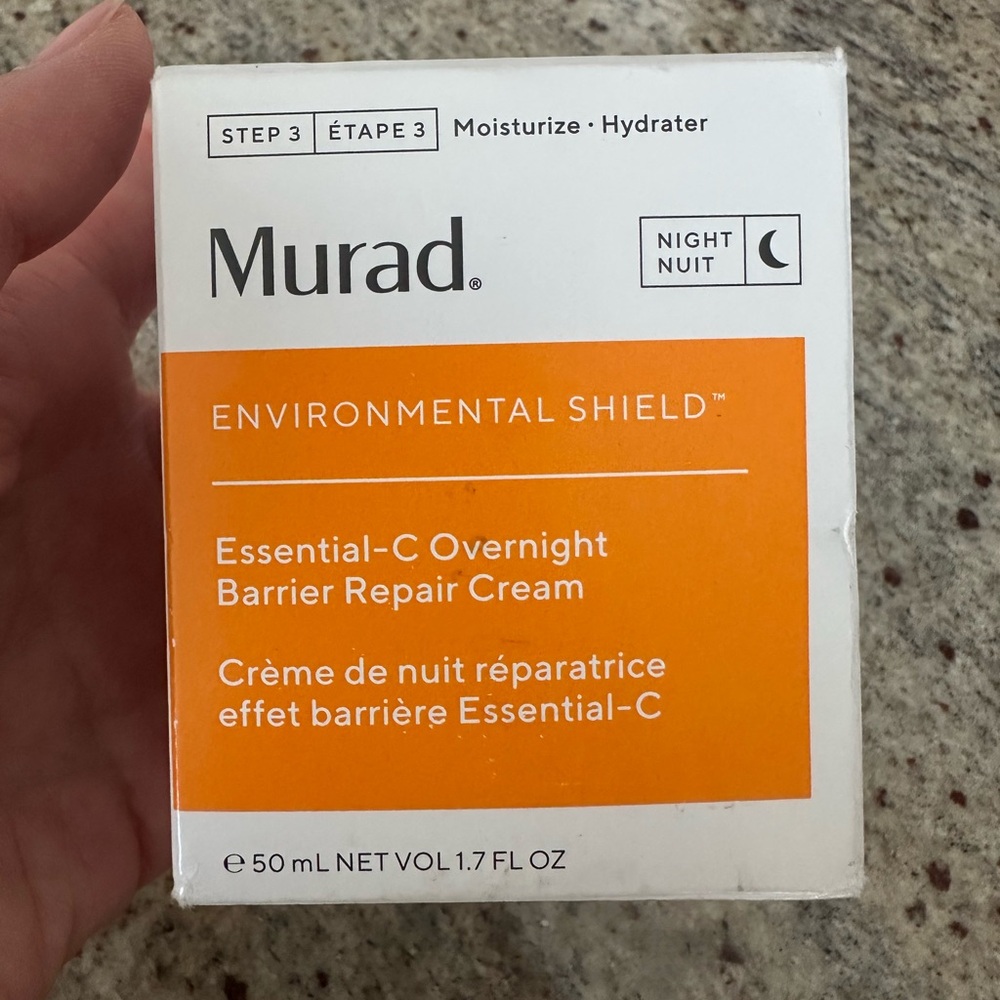 STEP 3 ÉTAPE 3 Moisturize · Hydrater
Murad®
NIGHT
NUIT
ENVIRONMENTAL SHIELD™
Essential-C Overnight
Barrier Repair Cream
Crème de nuit réparatrice
effet barrière Essential-C
℮ 50 mL NET VOL 1.7 FL OZ